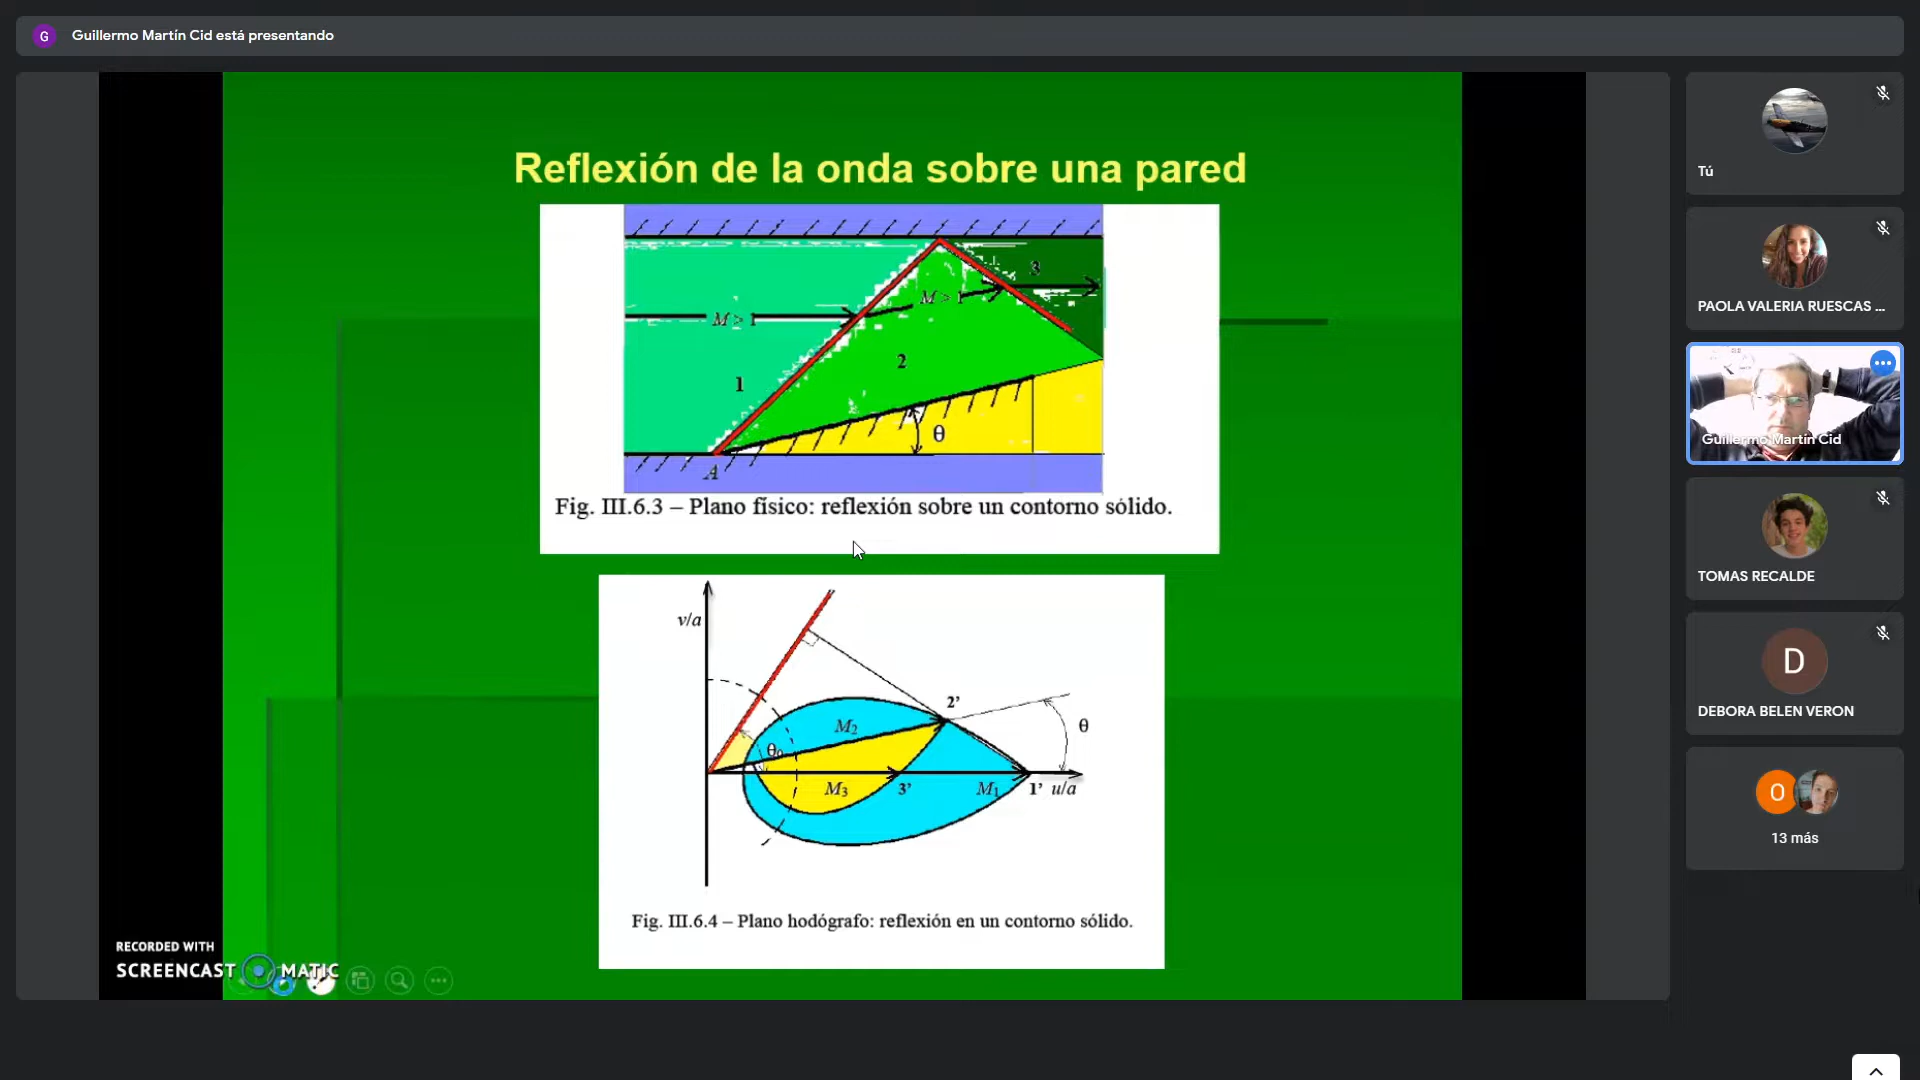 G Guillermo Martín Cid está presentando
Reflexión de la onda sobre una pared
3
M > 1
M > 1
2
1
θ
A
Fig. III.6.3 – Plano físico: reflexión sobre un contorno sólido.
v/a
2'
M2
θ
θ0
M3
3'
M1
1' u/a
Fig. III.6.4 – Plano hodógrafo: reflexión en un contorno sólido.
RECORDED WITH
SCREENCAST MATIC
Tú
PAOLA VALERIA RUESCAS ...
Guillermo Martín Cid
TOMAS RECALDE
D
DEBORA BELEN VERON
O
13 más